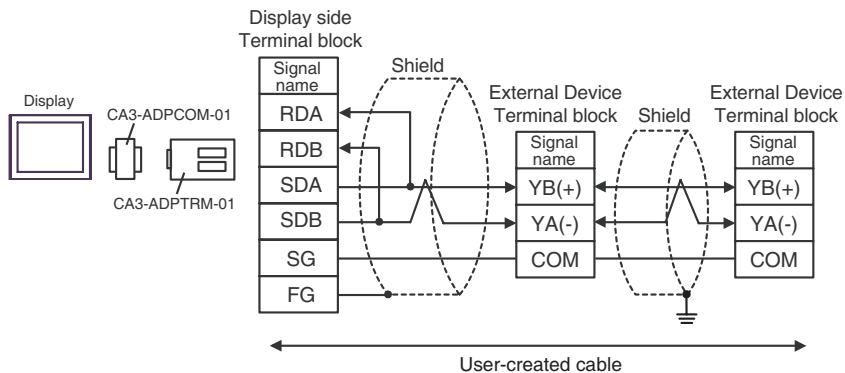 Display side
Terminal block
Signal
name
RDA
RDB
SDA
SDB
SG
FG
Shield
Display
CA3-ADPCOM-01
CA3-ADPTRM-01
External Device
Terminal block
Signal
name
YB(+)
YA(-)
COM
Shield
External Device
Terminal block
Signal
name
YB(+)
YA(-)
COM
User-created cable